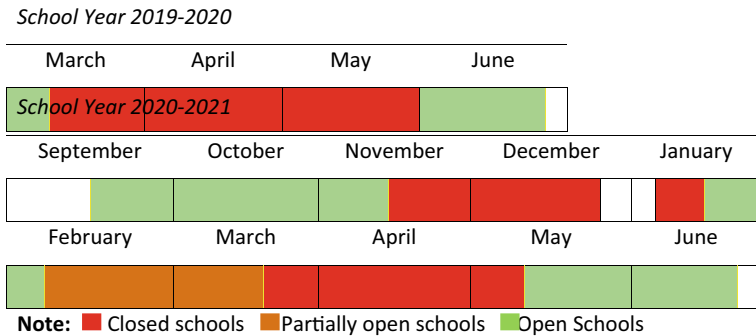 School Year 2019-2020
March April May June
School Year 2020-2021
September October November December January
February March April May June
Note: Closed schools Partially open schools Open Schools